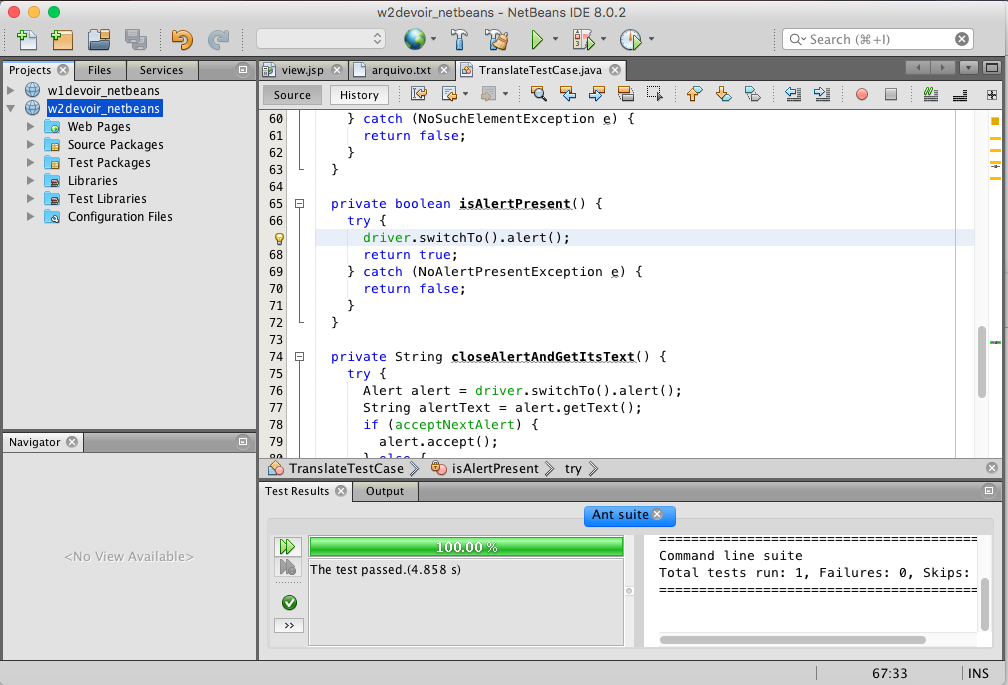 w2devoir_netbeans - NetBeans IDE 8.0.2
Search (⌘+I)
Projects Files Services
w1devoir_netbeans
w2devoir_netbeans
Web Pages
Source Packages
Test Packages
Libraries
Test Libraries
Configuration Files
Navigator
<No View Available>
view.jsp arquivo.txt TranslateTestCase.java
Source History
60 } catch (NoSuchElementException e) {
61 return false;
62 }
63 }
64
65 private boolean isAlertPresent() {
66 try {
driver.switchTo().alert();
68 return true;
69 } catch (NoAlertPresentException e) {
70 return false;
71 }
72 }
73
74 private String closeAlertAndGetItsText() {
75 try {
76 Alert alert = driver.switchTo().alert();
77 String alertText = alert.getText();
78 if (acceptNextAlert) {
79 alert.accept();
80 } else {
TranslateTestCase isAlertPresent try
Test Results Output
Ant suite
100.00 %
The test passed.(4.858 s)
>>
========================================
Command line suite
Total tests run: 1, Failures: 0, Skips:
========================================
67:33 INS